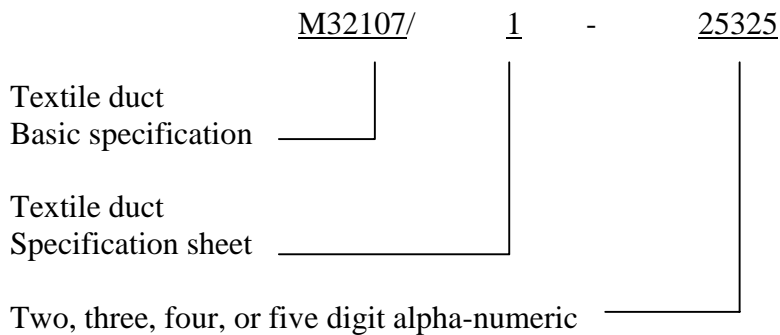 M32107/ 1 - 25325
Textile duct
Basic specification
Textile duct
Specification sheet
Two, three, four, or five digit alpha-numeric